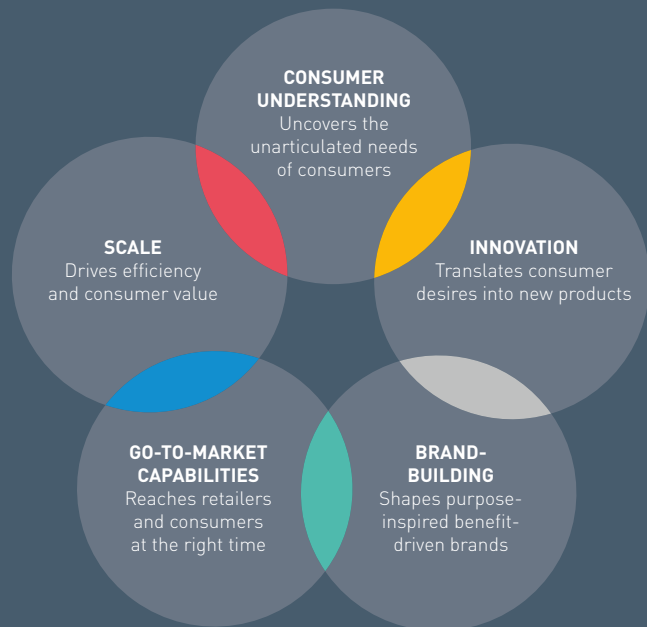 CONSUMER
UNDERSTANDING
Uncovers the
unarticulated needs
of consumers
SCALE
Drives efficiency
and consumer value
INNOVATION
Translates consumer
desires into new products
GO-TO-MARKET
CAPABILITIES
Reaches retailers
and consumers
at the right time
BRAND-
BUILDING
Shapes purpose-
inspired benefit-
driven brands